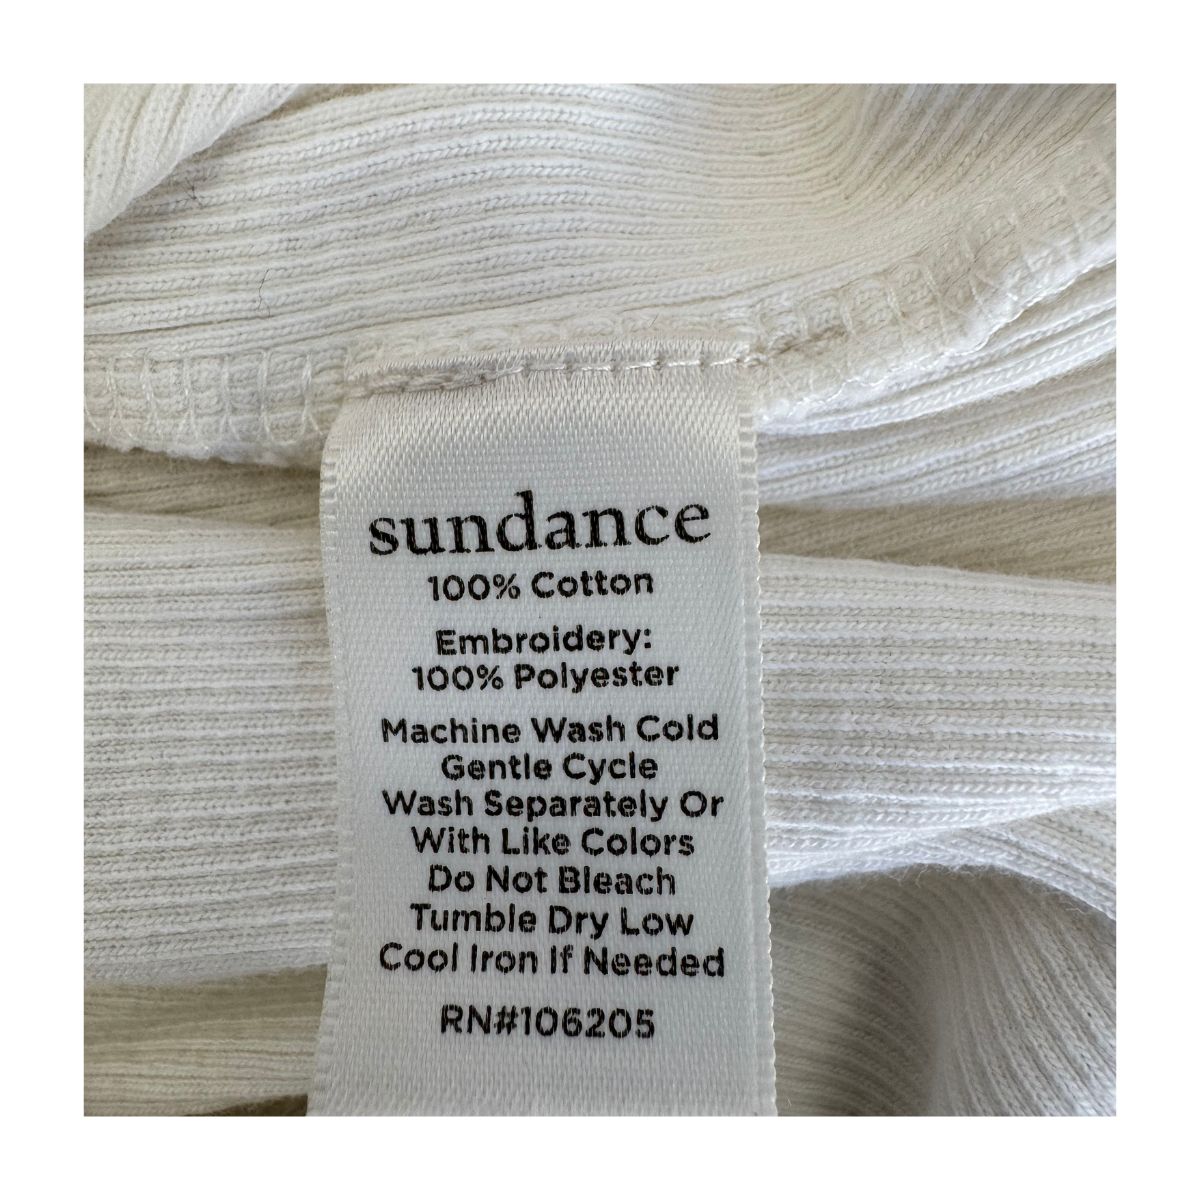 sundance
100% Cotton
Embroidery:
100% Polyester
Machine Wash Cold
Gentle Cycle
Wash Separately Or
With Like Colors
Do Not Bleach
Tumble Dry Low
Cool Iron If Needed
RN#106205